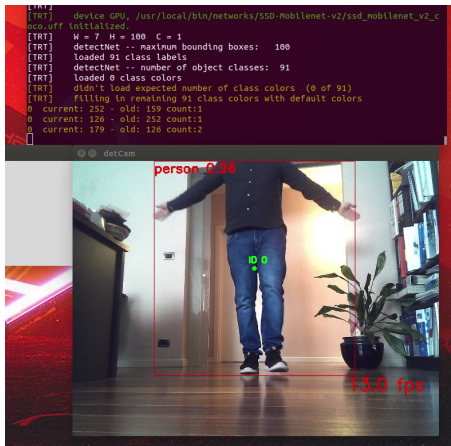 [TRT]    device GPU, /usr/local/bin/networks/SSD-Mobilenet-v2/ssd_mobilenet_v2_c
oco.uff initialized.
[TRT]    W = 7  H = 100  C = 1
[TRT]    detectNet -- maximum bounding boxes:   100
[TRT]    loaded 91 class labels
[TRT]    detectNet -- number of object classes:  91
[TRT]    loaded 0 class colors
[TRT]    didn't load expected number of class colors  (0 of 91)
[TRT]    filling in remaining 91 class colors with default colors
0  current: 252 - old: 159 count:1
0  current: 126 - old: 252 count:1
0  current: 179 - old: 126 count:2
detCam
person 0.95
ID 0
13.0 fps